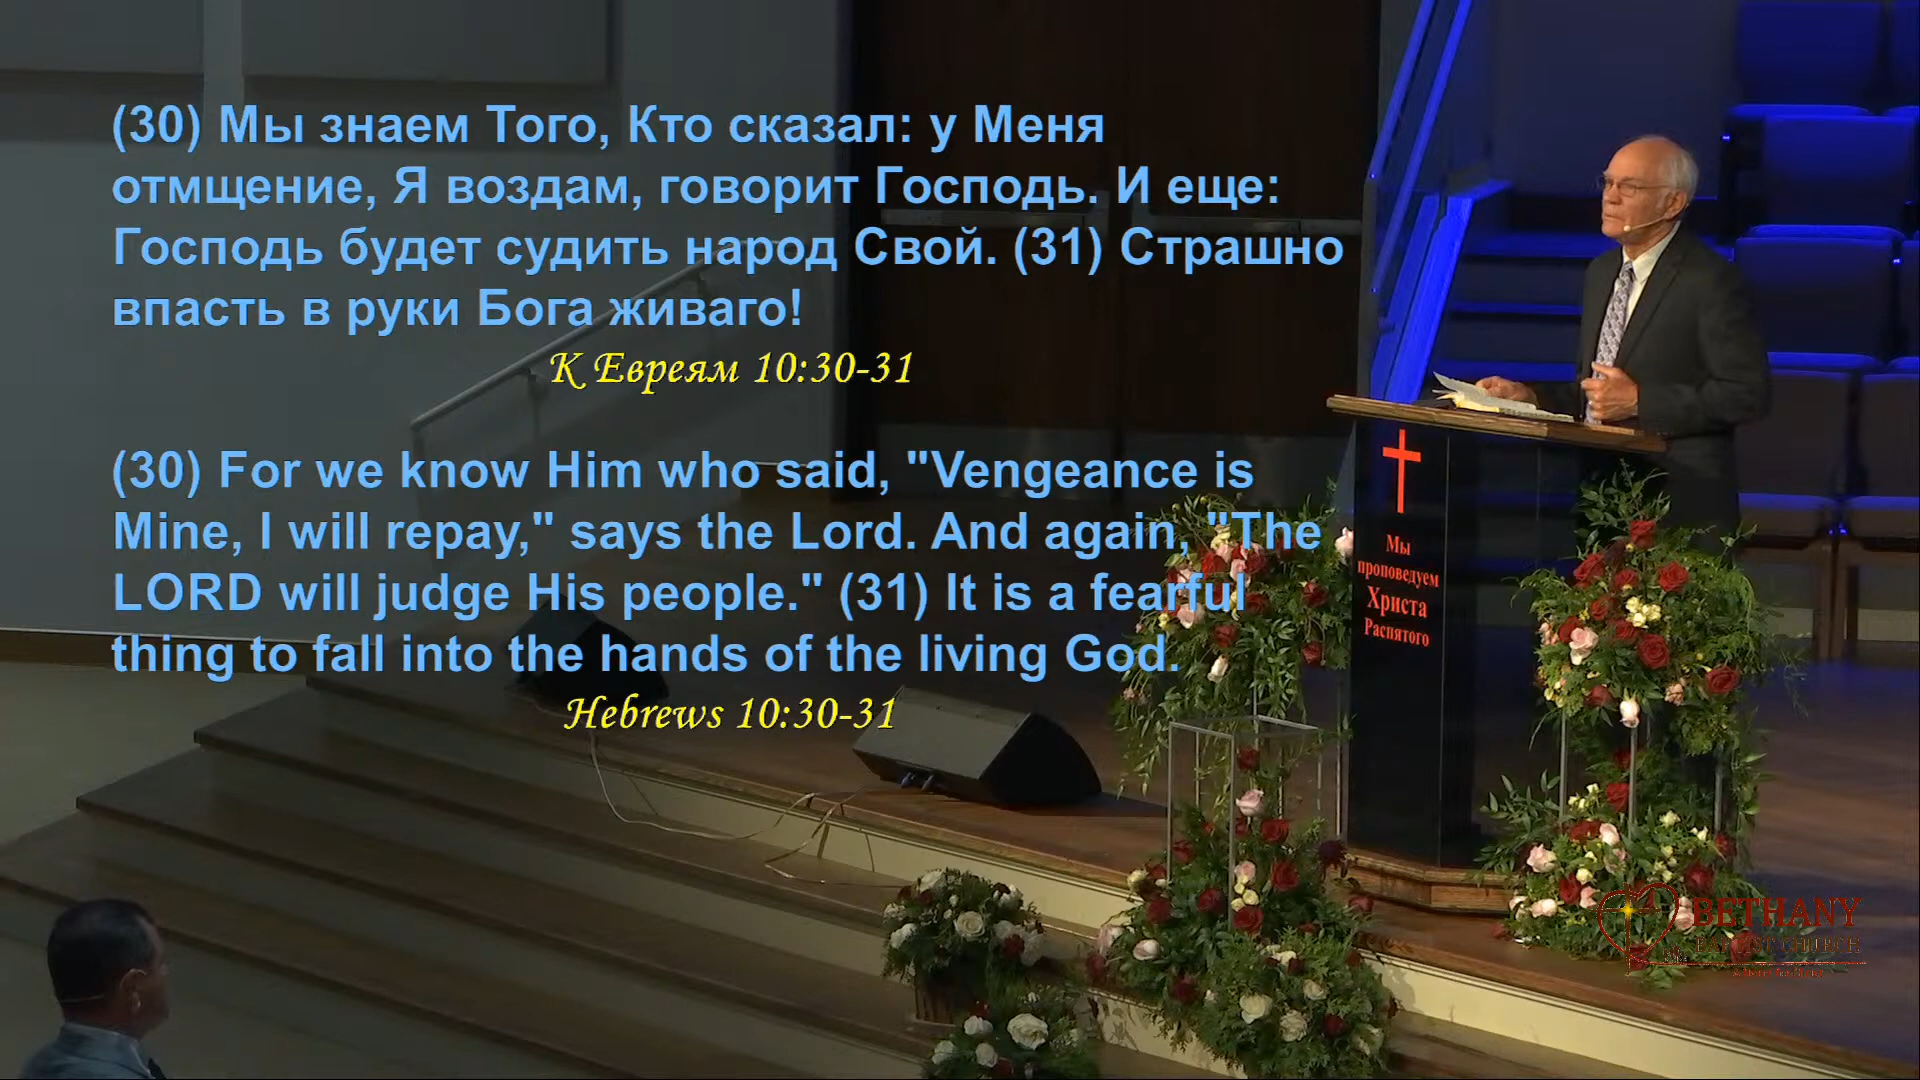 (30) Мы знаем Того, Кто сказал: у Меня
отмщение, Я воздам, говорит Господь. И еще:
Господь будет судить народ Свой. (31) Страшно
впасть в руки Бога живаго!
К Евреям 10:30-31
(30) For we know Him who said, "Vengeance is
Mine, I will repay," says the Lord. And again, "The
LORD will judge His people." (31) It is a fearful
thing to fall into the hands of the living God.
Hebrews 10:30-31
Мы
проповедуем
Христа
Распятого
BETHANY
BAPTIST CHURCH